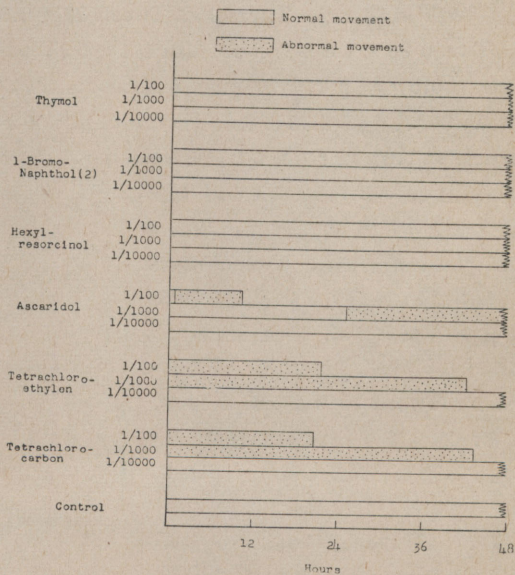 Normal movement
Abnormal movement
Thymol
1/100
1/1000
1/10000
1-Bromo-
Naphthol(2)
1/100
1/1000
1/10000
Hexyl-
resorcinol
1/100
1/1000
1/10000
Ascaridol
1/100
1/1000
1/10000
Tetrachloro-
ethylen
1/100
1/1000
1/10000
Tetrachloro-
carbon
1/100
1/1000
1/10000
Control
12 24 36 48
Hours